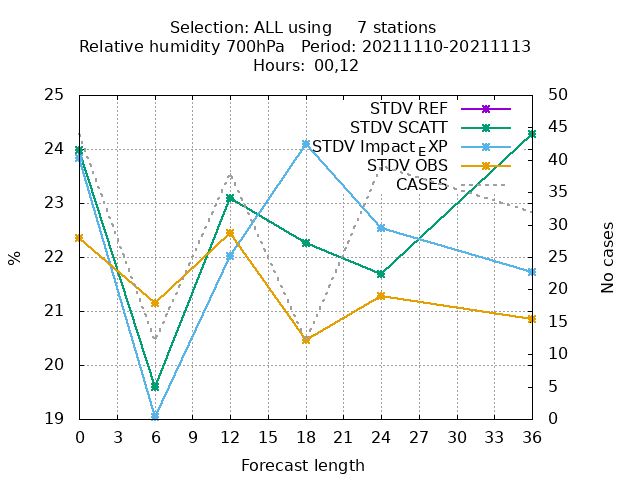 Selection: ALL using     7 stations
Relative humidity 700hPa   Period: 20211110-20211113
Hours: 00,12
STDV REF
STDV SCATT
STDV Impact_EXP
STDV OBS
CASES
25
24
23
22
21
20
19
%
50
45
40
35
30
25
20
15
10
5
0
No cases
0 3 6 9 12 15 18 21 24 27 30 33 36
Forecast length